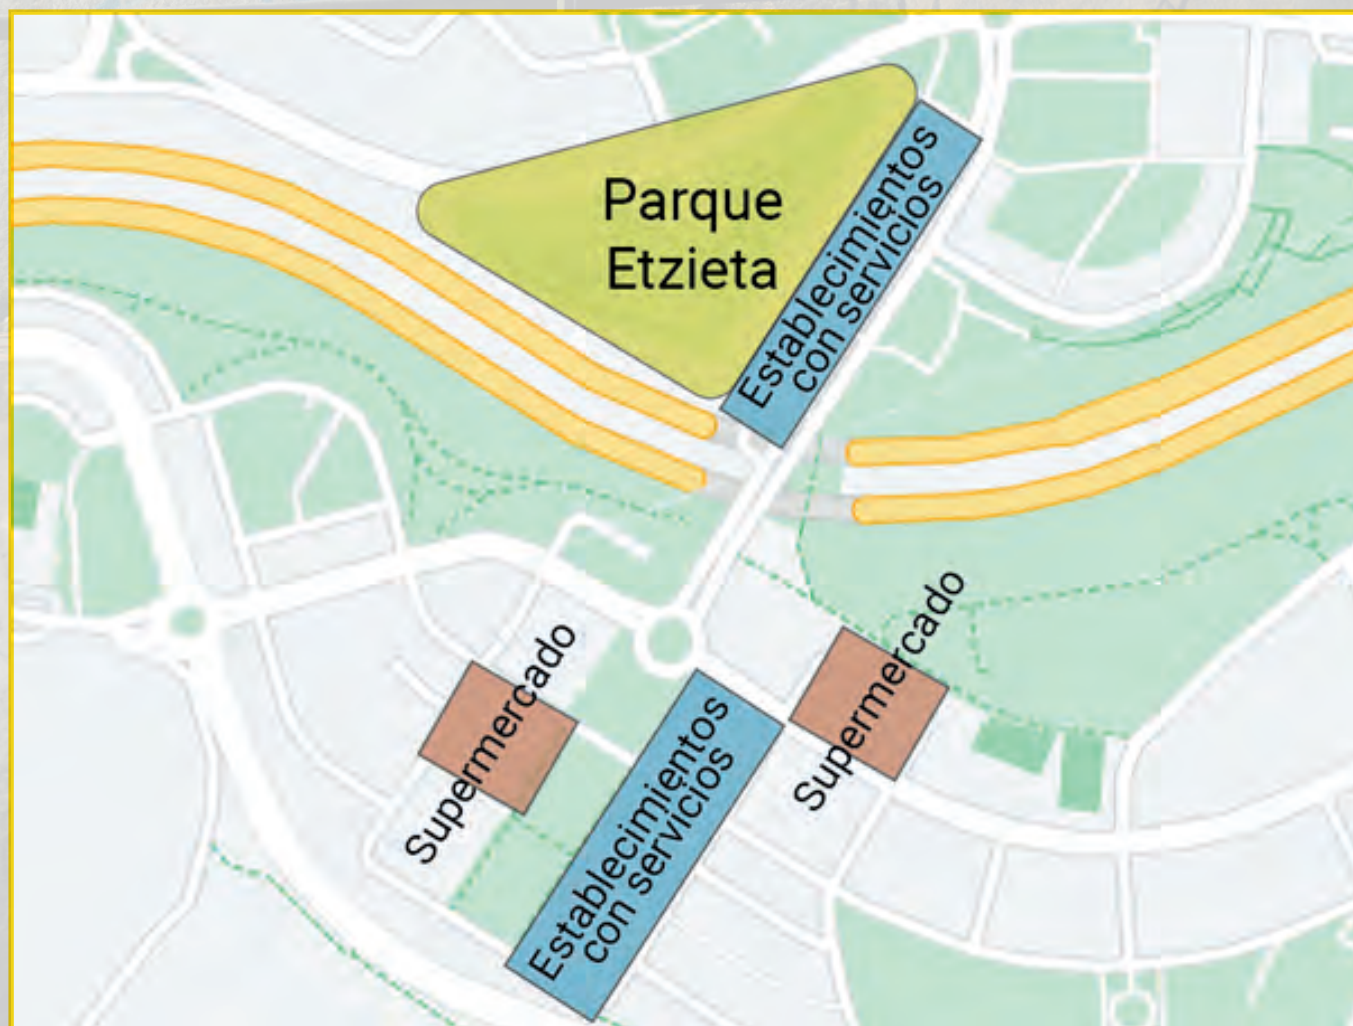 Parque
Etzieta
Establecimientos
con servicios
Supermercado
Supermercado
Establecimientos
con servicios